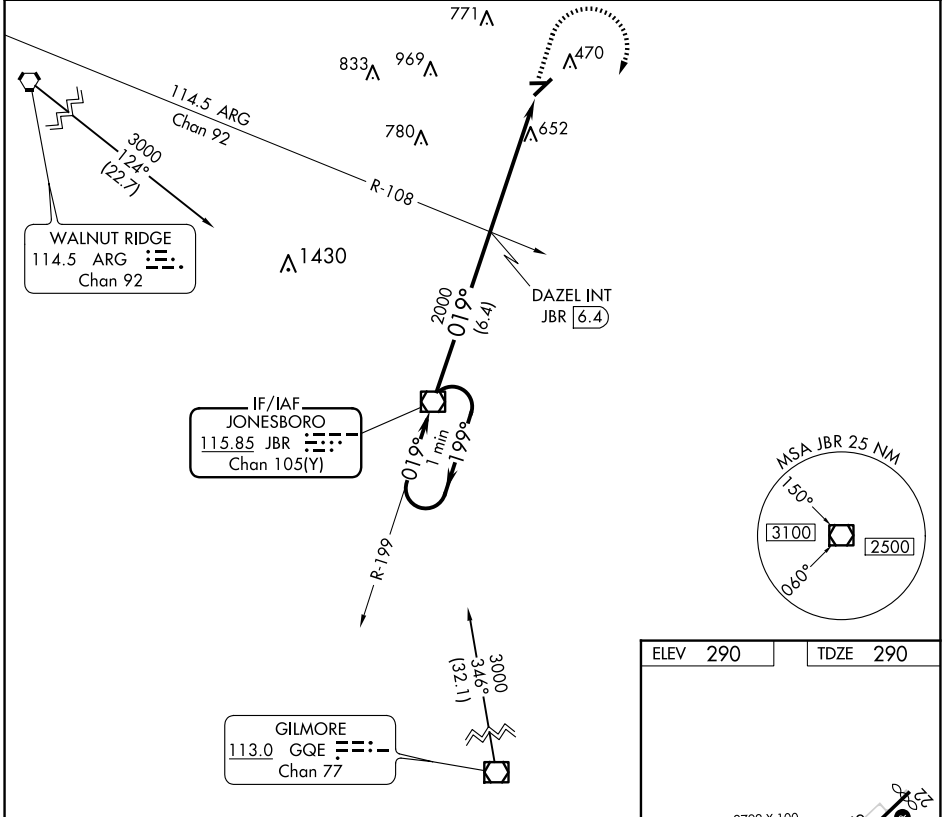 771
833
969
470
114.5 ARG
Chan 92
780
652
3000
124°
(22.7)
R-108
WALNUT RIDGE
114.5 ARG
Chan 92
1430
DAZEL INT
JBR 6.4
2000
019°
(6.4)
IF/IAF
JONESBORO
115.85 JBR
Chan 105(Y)
019°
1 min
199°
R-199
MSA JBR 25 NM
150°
3100
2500
060°
3000
346°
(32.1)
GILMORE
113.0 GQE
Chan 77
ELEV 290
TDZE 290
22